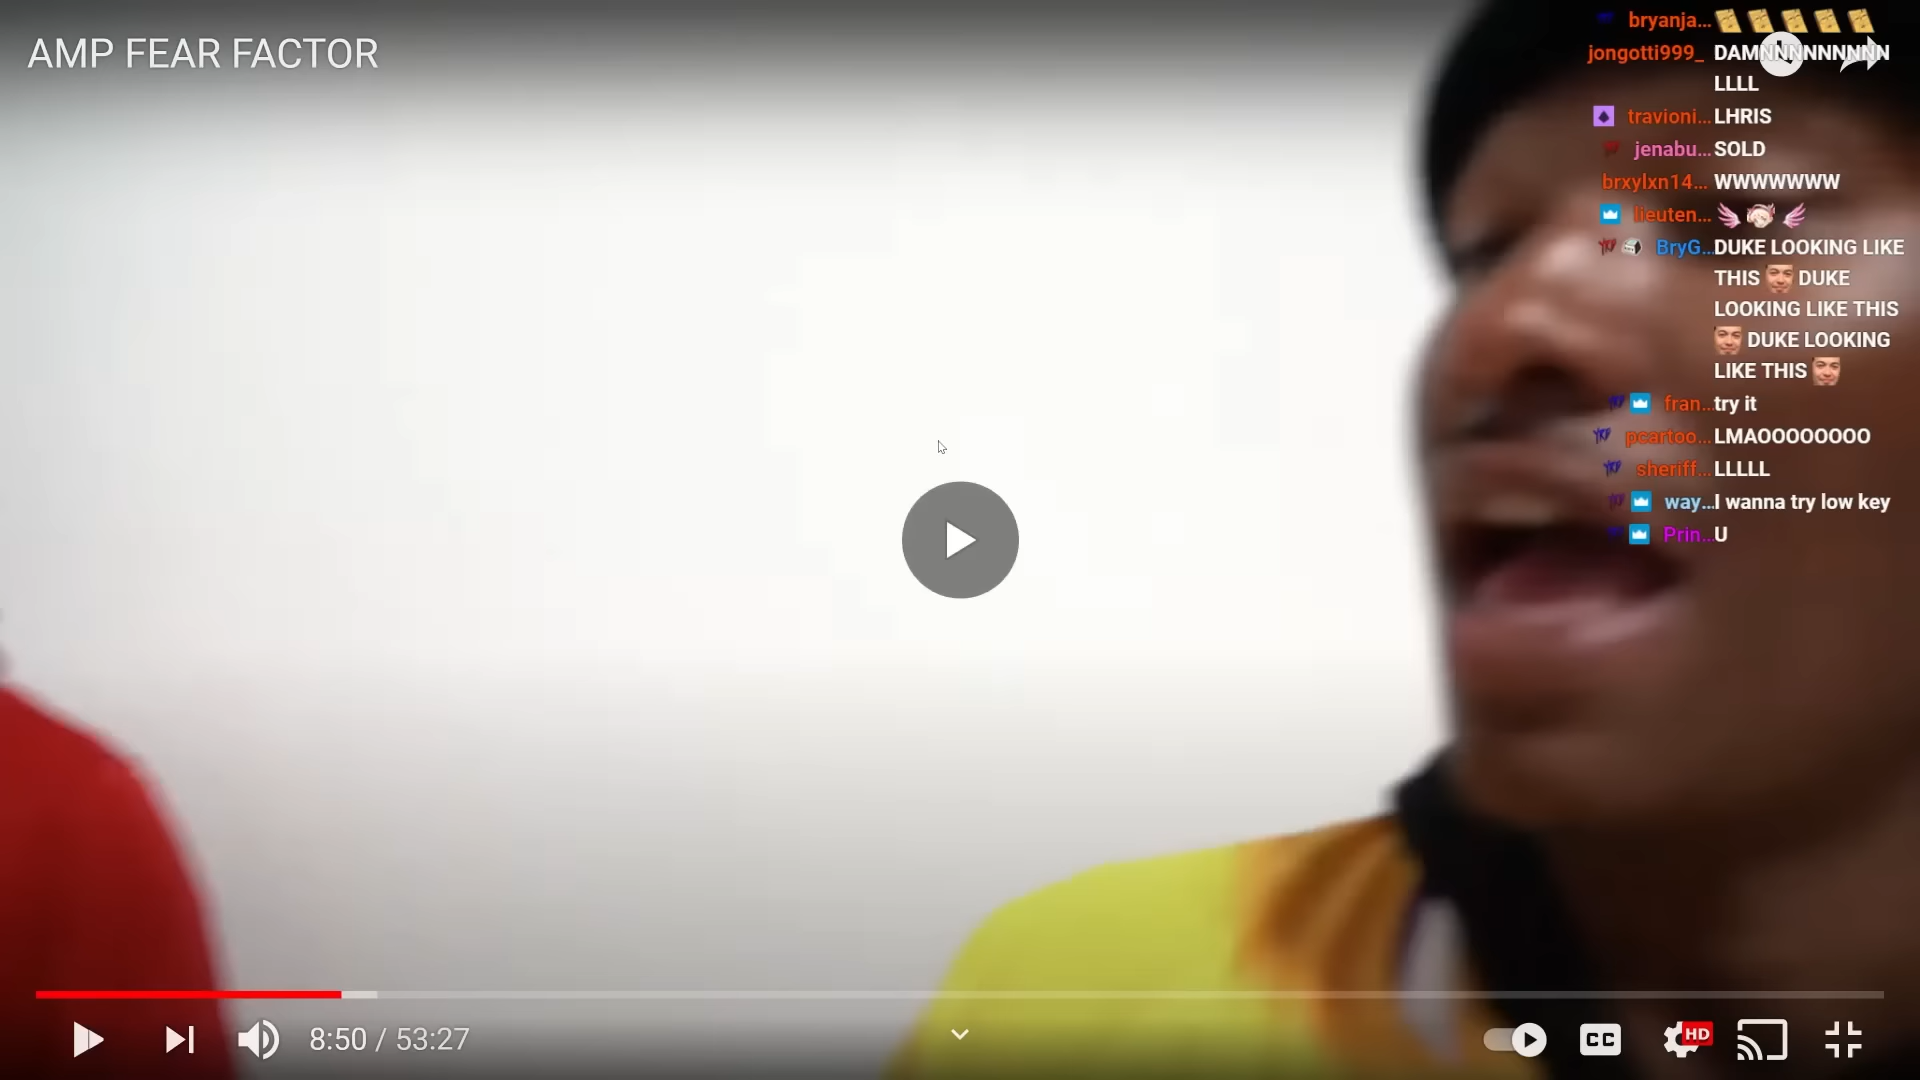 AMP FEAR FACTOR
bryanja...
jongotti999_ DAMNNNNNNNNN
LLLL
travioni... LHRIS
jenabu... SOLD
brxylxn14... WWWWWWW
lieuten...
BryG... DUKE LOOKING LIKE
THIS DUKE
LOOKING LIKE THIS
DUKE LOOKING
LIKE THIS
fran... try it
pcartoo... LMAOOOOOOOO
sheriff... LLLLL
way... I wanna try low key
Prin... U
8:50 / 53:27
CC
HD